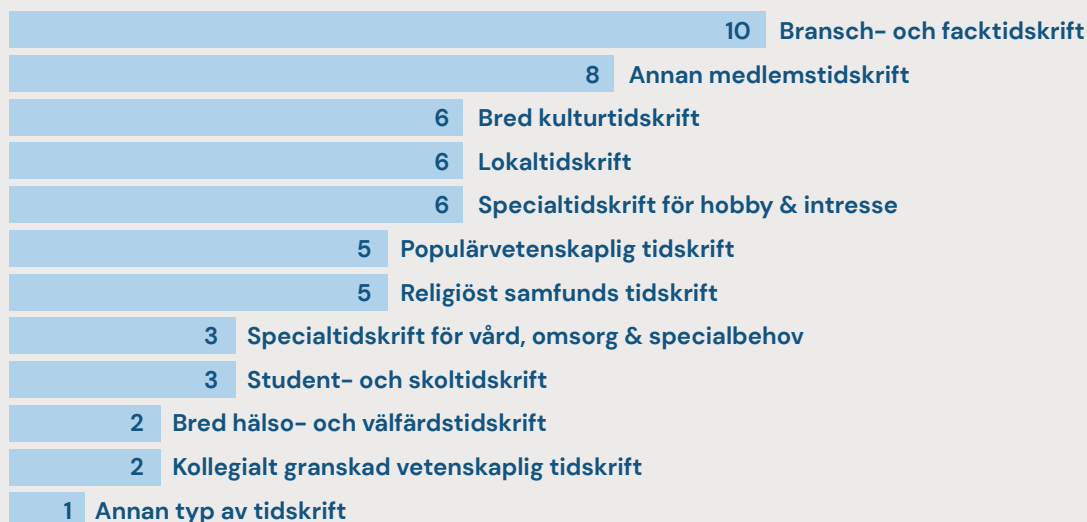 10 Bransch- och facktidskrift
8 Annan medlemstidskrift
6 Bred kulturtidskrift
6 Lokaltidskrift
6 Specialtidskrift för hobby & intresse
5 Populärvetenskaplig tidskrift
5 Religiöst samfunds tidskrift
3 Specialtidskrift för vård, omsorg & specialbehov
3 Student- och skoltidskrift
2 Bred hälso- och välfärdstidskrift
2 Kollegialt granskad vetenskaplig tidskrift
1 Annan typ av tidskrift